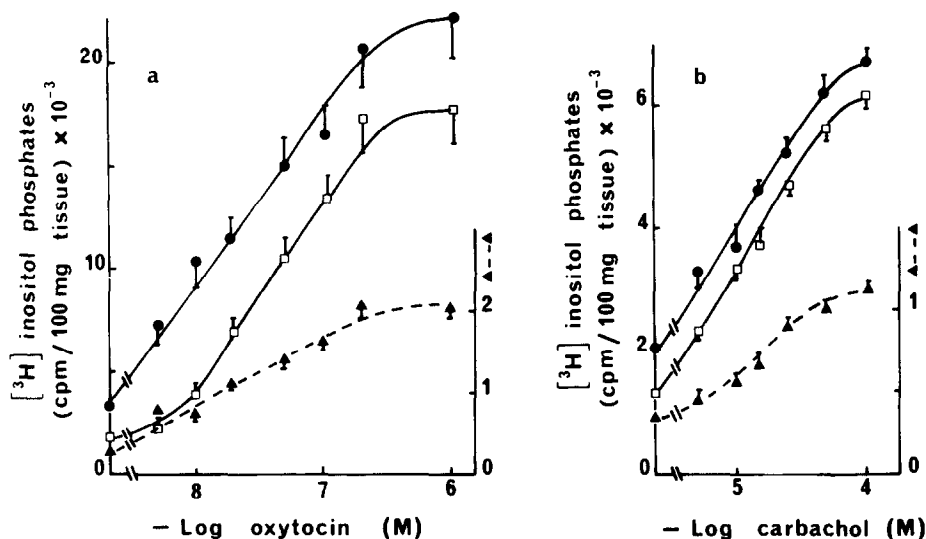 a
[³H] inositol phosphates
(cpm / 100 mg tissue) x 10⁻³
20
10
0
2
1
0
8
7
6
— Log oxytocin (M)
b
[³H] inositol phosphates
(cpm / 100 mg tissue) x 10⁻³
6
4
2
0
1
0
5
4
— Log carbachol (M)